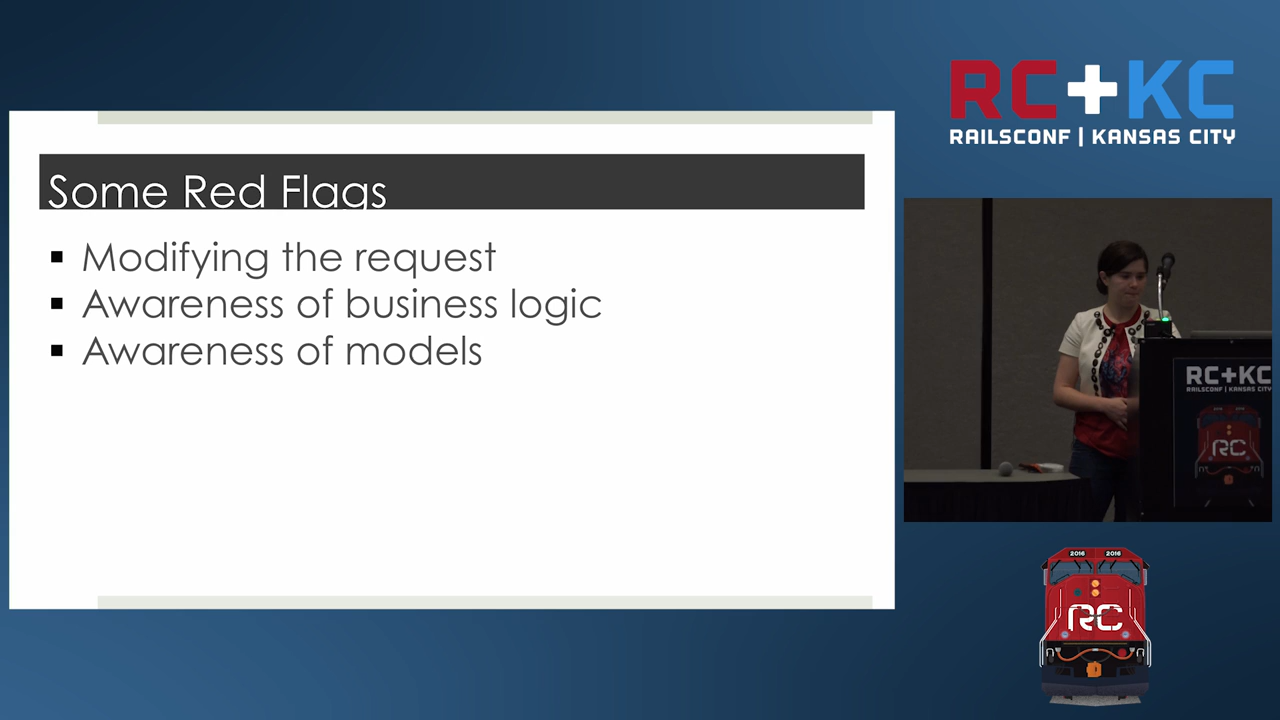 Some Red Flags
▪ Modifying the request
▪ Awareness of business logic
▪ Awareness of models
RC+KC
RAILSCONF | KANSAS CITY
RC+KC
RAILSCONF | KANSAS CITY
RC
2016 2016
RC